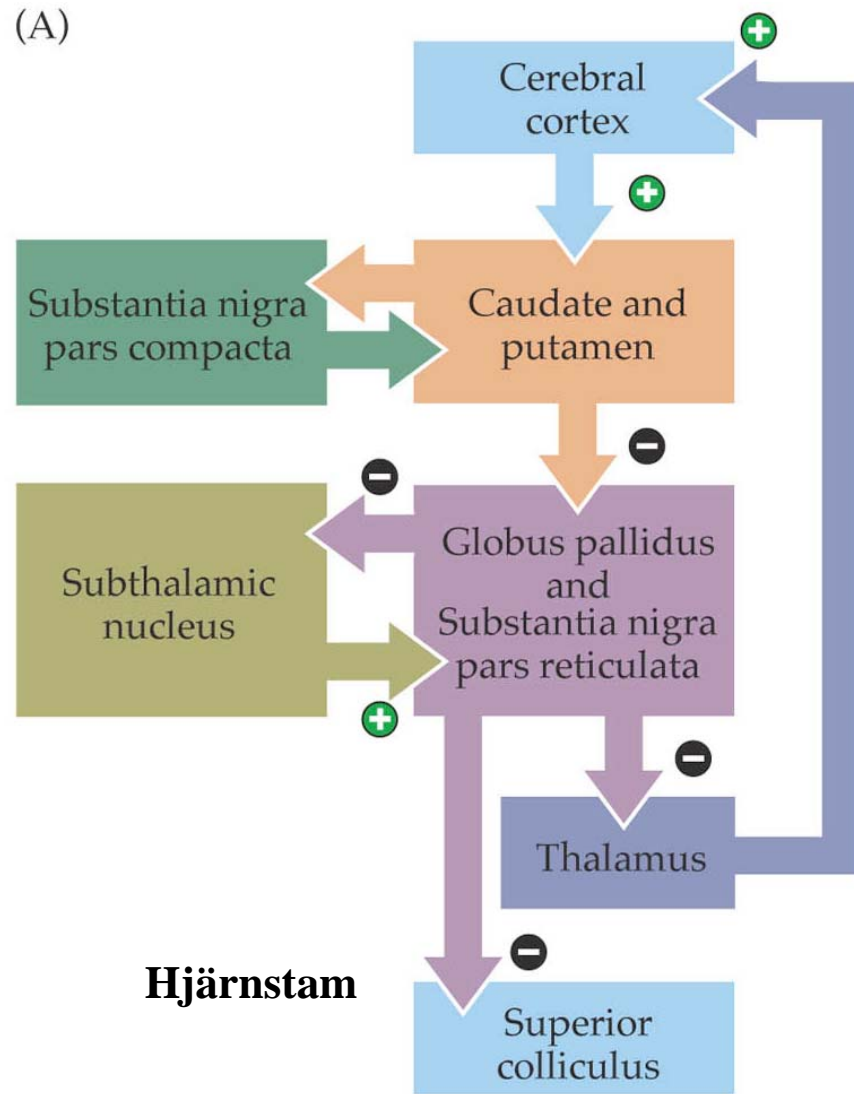 (A)
+
Cerebral
cortex
+
Substantia nigra
pars compacta
Caudate and
putamen
−
−
Subthalamic
nucleus
Globus pallidus
and
Substantia nigra
pars reticulata
+
−
Thalamus
−
Hjärnstam
Superior
colliculus